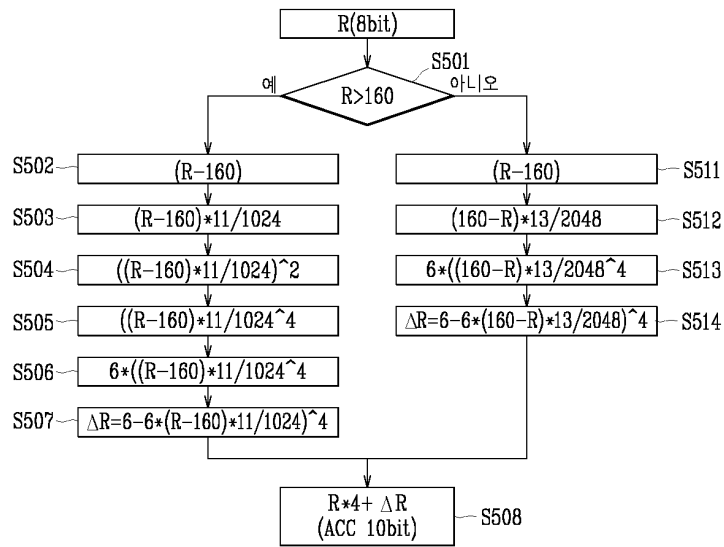 R(8bit)
S501
예
R>160
아니오
S502
(R-160)
(R-160)
S511
S503
(R-160)*11/1024
(160-R)*13/2048
S512
S504
((R-160)*11/1024)^2
6*((160-R)*13/2048^4
S513
S505
((R-160)*11/1024^4
ΔR=6-6*(160-R)*13/2048)^4
S514
S506
6*((R-160)*11/1024^4
S507
ΔR=6-6*(R-160)*11/1024)^4
R*4+ ΔR
(ACC 10bit)
S508